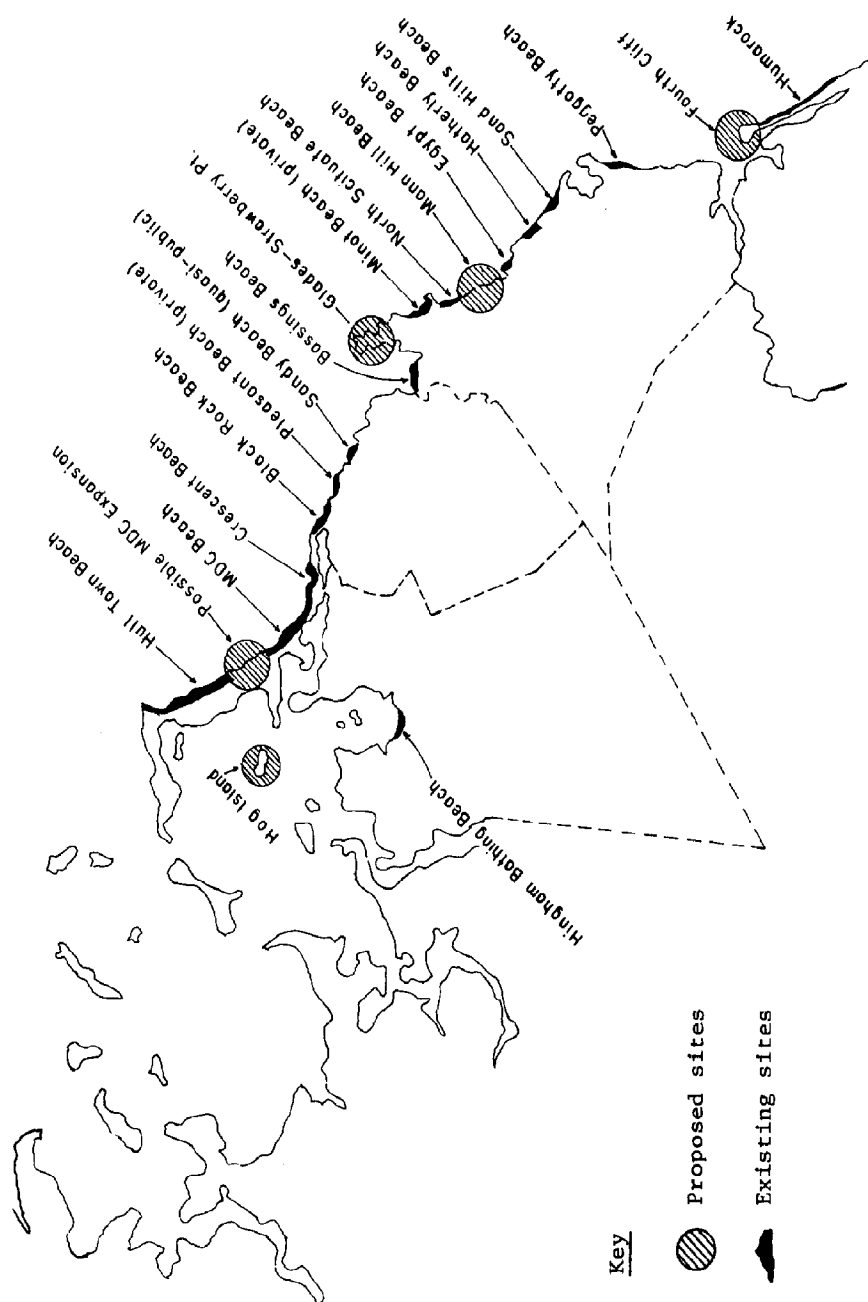 Hull Town Beach
Possible MDC Expansion
MDC Beach
Crescent Beach
Black Rock Beach
Pleasant Beach (private)
Sandy Beach (quasi-public)
Bassings Beach
Glades-Strawberry Pt.
Minot Beach (private)
North Scituate Beach
Mann Hill Beach
Egypt Beach
Hatherly Beach
Sand Hills Beach
Peggotty Beach
Fourth Cliff
Humarock
Hog Island
Hingham Bathing Beach
Key
Proposed sites
Existing sites